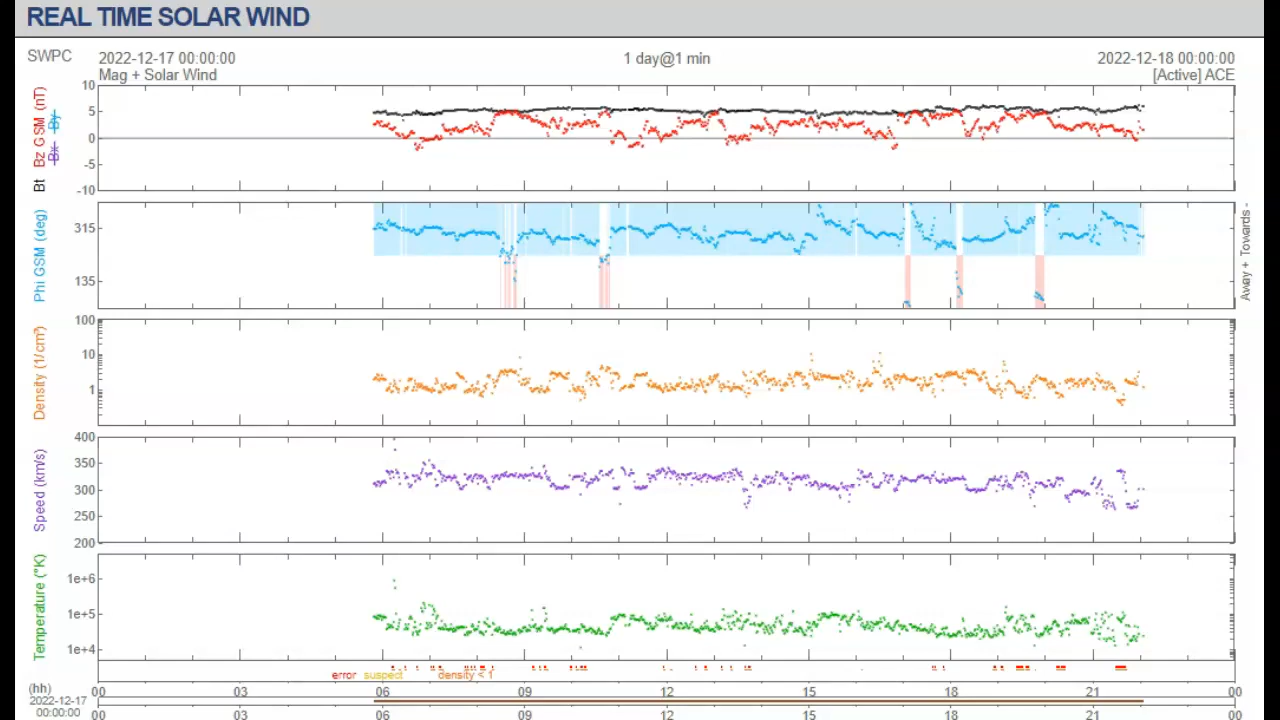 REAL TIME SOLAR WIND
SWPC 2022-12-17 00:00:00 1 day@1 min 2022-12-18 00:00:00
Mag + Solar Wind [Active] ACE
Bt Bz GSM (nT)
Bx By
10
5
0
-5
-10
Phi GSM (deg)
315
135
Away + Towards -
Density (1/cm³)
100
10
1
Speed (km/s)
400
350
300
250
200
Temperature (°K)
1e+6
1e+5
1e+4
error suspect density < 1
(hh) 00 03 06 09 12 15 18 21 00
2022-12-17
00:00:00 00 03 06 09 12 15 18 21 00